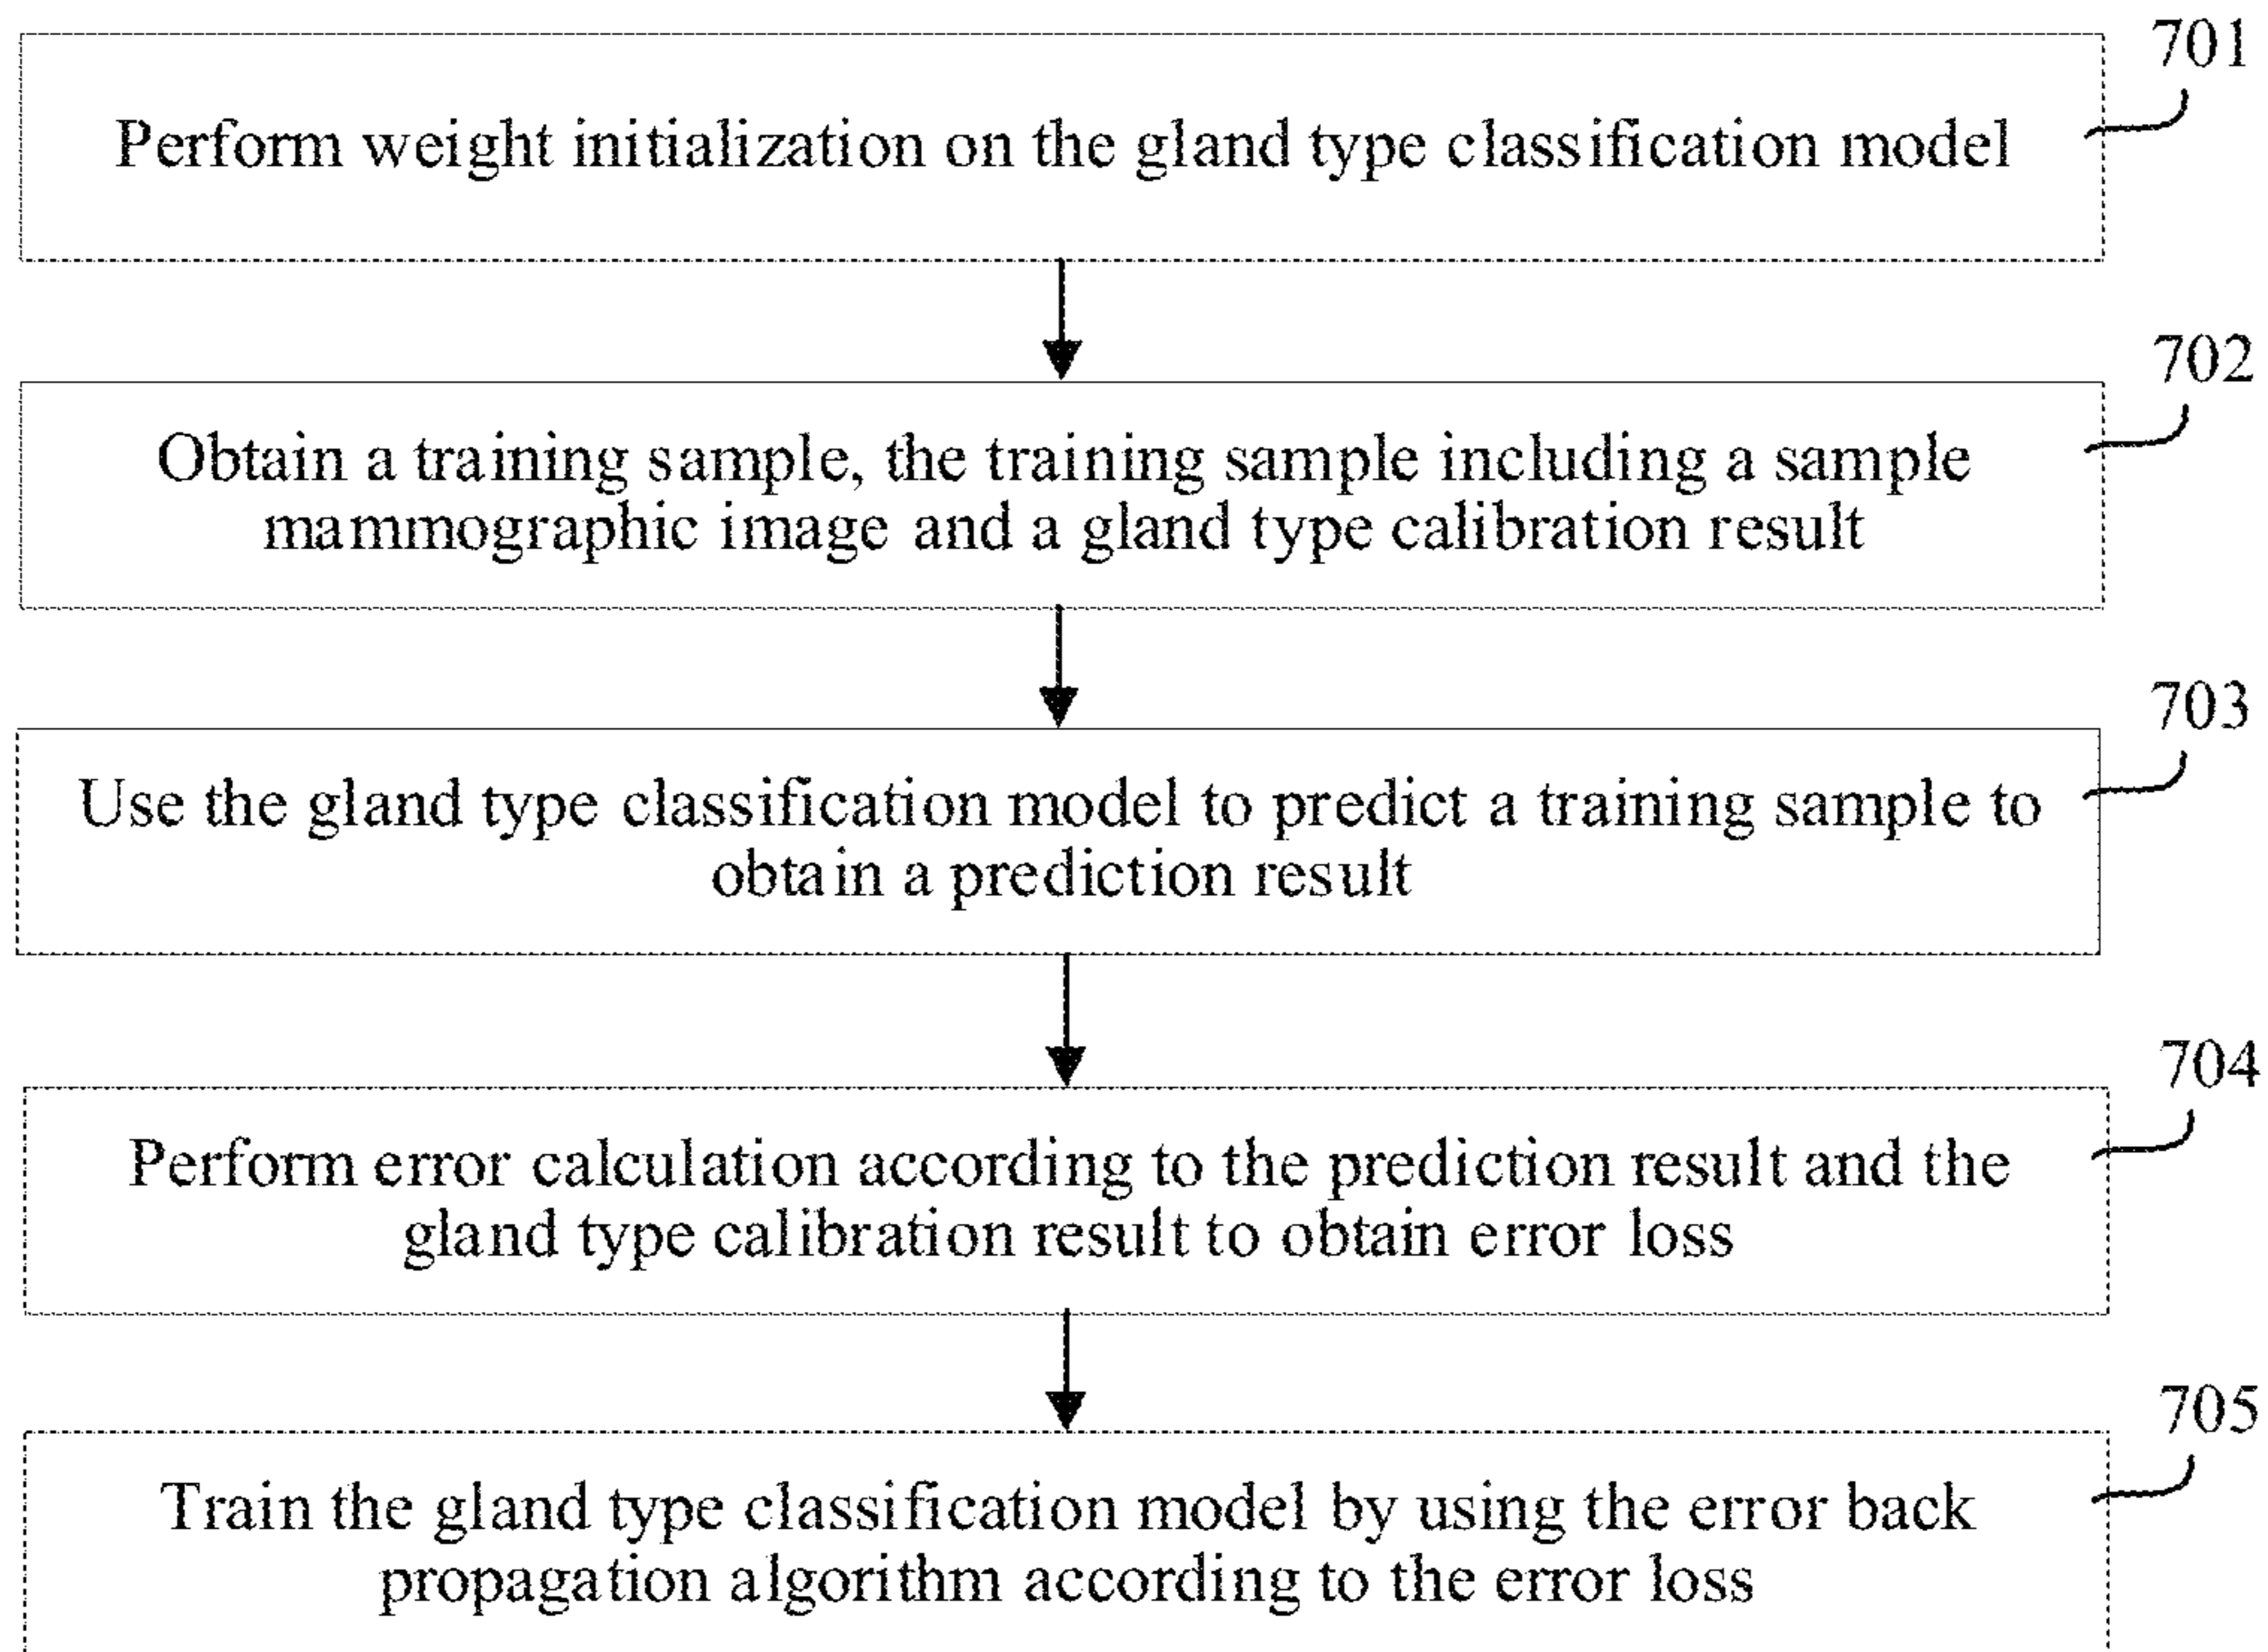 701
Perform weight initialization on the gland type classification model
702
Obtain a training sample, the training sample including a sample
mammographic image and a gland type calibration result
703
Use the gland type classification model to predict a training sample to
obtain a prediction result
704
Perform error calculation according to the prediction result and the
gland type calibration result to obtain error loss
705
Train the gland type classification model by using the error back
propagation algorithm according to the error loss